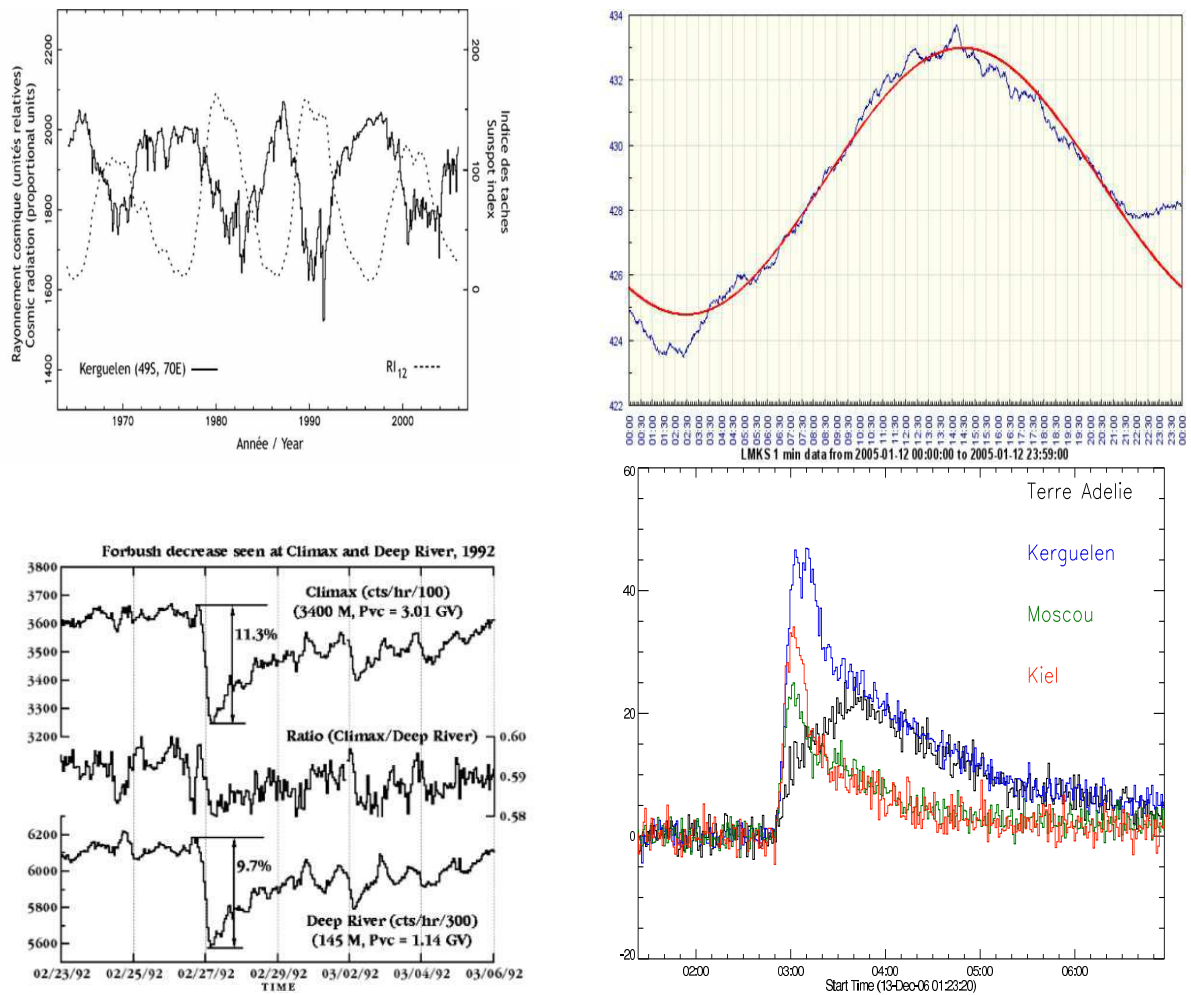 Rayonnement cosmique (unités relatives)
Cosmic radiation (proportional units)
2200
2000
1800
1600
1400
200
100
0
Indice des taches
Sunspot index
Kerguelen (49S, 70E)
RI12
1970 1980 1990 2000
Année / Year
434
433
432
430
429
428
426
425
424
422
00:00 00:30 01:00 01:30 02:00 02:30 03:00 03:30 04:00 04:30 05:00 05:30 06:00 06:30 07:00 07:30 08:00 08:30 09:00 09:30 10:00 10:30 11:00 11:30 12:00 12:30 13:00 13:30 14:00 14:30 15:00 15:30 16:00 16:30 17:00 17:30 18:00 18:30 19:00 19:30 20:00 20:30 21:00 21:30 22:00 22:30 23:00 23:30 00:00
LMKS 1 min data from 2005-01-12 00:00:00 to 2005-01-12 23:59:00
Forbush decrease seen at Climax and Deep River, 1992
3800
3700
3600
3500
3400
3300
3200
Climax (cts/hr/100)
(3400 M, Pvc = 3.01 GV)
11.3%
Ratio (Climax/Deep River)
0.60
0.59
0.58
6200
6000
5800
5600
9.7%
Deep River (cts/hr/300)
(145 M, Pvc = 1.14 GV)
02/23/92 02/25/92 02/27/92 02/29/92 03/02/92 03/04/92 03/06/92
TIME
60
40
20
0
-20
Terre Adelie
Kerguelen
Moscou
Kiel
02:00 03:00 04:00 05:00 06:00
Start Time (13-Dec-06 01:23:20)